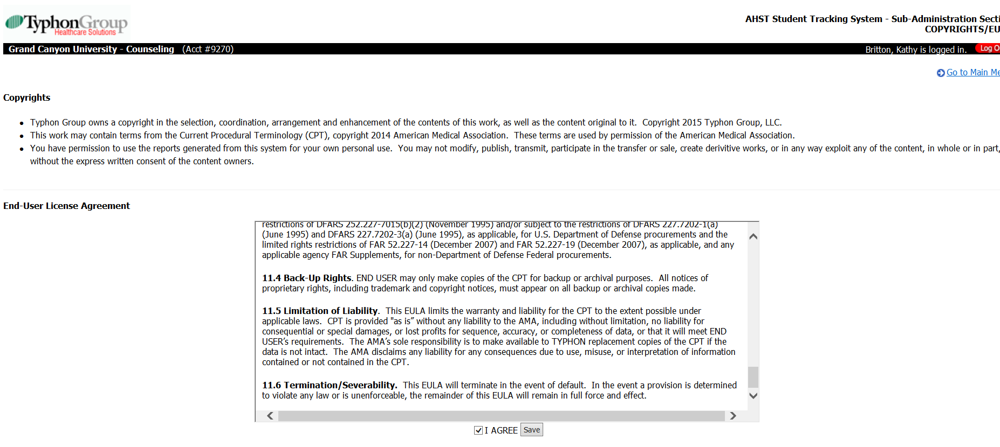 TyphonGroup
Healthcare Solutions
AHST Student Tracking System - Sub-Administration Secti
COPYRIGHTS/EU
Grand Canyon University - Counseling (Acct #9270)
Britton, Kathy is logged in. Log O
Go to Main Me
Copyrights
• Typhon Group owns a copyright in the selection, coordination, arrangement and enhancement of the contents of this work, as well as the content original to it. Copyright 2015 Typhon Group, LLC.
• This work may contain terms from the Current Procedural Terminology (CPT), copyright 2014 American Medical Association. These terms are used by permission of the American Medical Association.
• You have permission to use the reports generated from this system for your own personal use. You may not modify, publish, transmit, participate in the transfer or sale, create derivitive works, or in any way exploit any of the content, in whole or in part,
without the express written consent of the content owners.
End-User License Agreement
restrictions of DFARS 252.227-7015(b)(2) (November 1995) and/or subject to the restrictions of DFARS 227.7202-1(a)
(June 1995) and DFARS 227.7202-3(a) (June 1995), as applicable, for U.S. Department of Defense procurements and the
limited rights restrictions of FAR 52.227-14 (December 2007) and FAR 52.227-19 (December 2007), as applicable, and any
applicable agency FAR Supplements, for non-Department of Defense Federal procurements.
11.4 Back-Up Rights. END USER may only make copies of the CPT for backup or archival purposes. All notices of
proprietary rights, including trademark and copyright notices, must appear on all backup or archival copies made.
11.5 Limitation of Liability. This EULA limits the warranty and liability for the CPT to the extent possible under
applicable laws. CPT is provided "as is” without any liability to the AMA, including without limitation, no liability for
consequential or special damages, or lost profits for sequence, accuracy, or completeness of data, or that it will meet END
USER’s requirements. The AMA’s sole responsibility is to make available to TYPHON replacement copies of the CPT if the
data is not intact. The AMA disclaims any liability for any consequences due to use, misuse, or interpretation of information
contained or not contained in the CPT.
11.6 Termination/Severability. This EULA will terminate in the event of default. In the event a provision is determined
to violate any law or is unenforceable, the remainder of this EULA will remain in full force and effect.
I AGREE Save